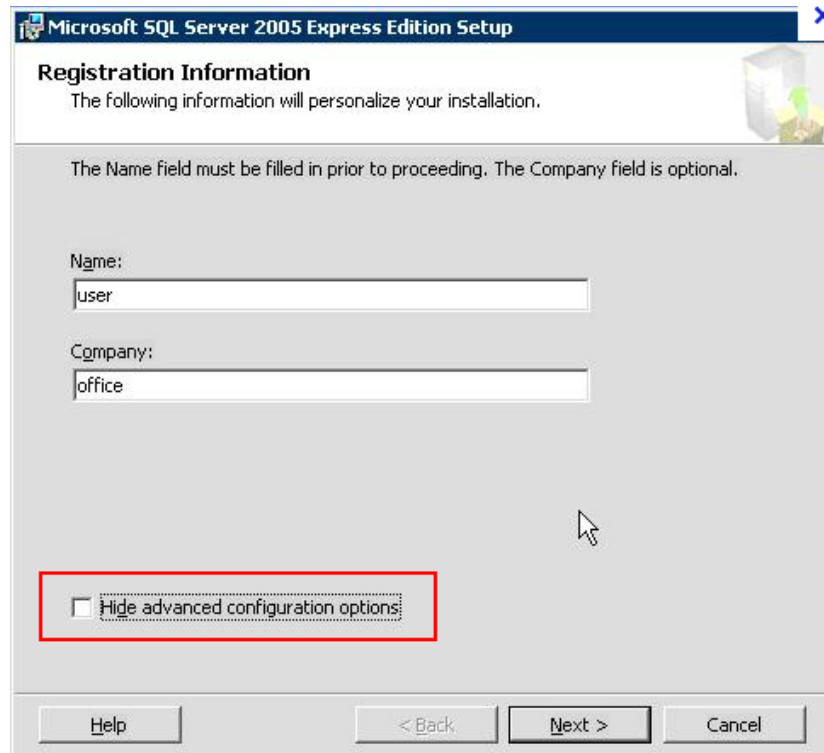 Microsoft SQL Server 2005 Express Edition Setup
Registration Information
The following information will personalize your installation.
The Name field must be filled in prior to proceeding. The Company field is optional.
Name:
user
Company:
office
Hide advanced configuration options
Help
< Back
Next >
Cancel